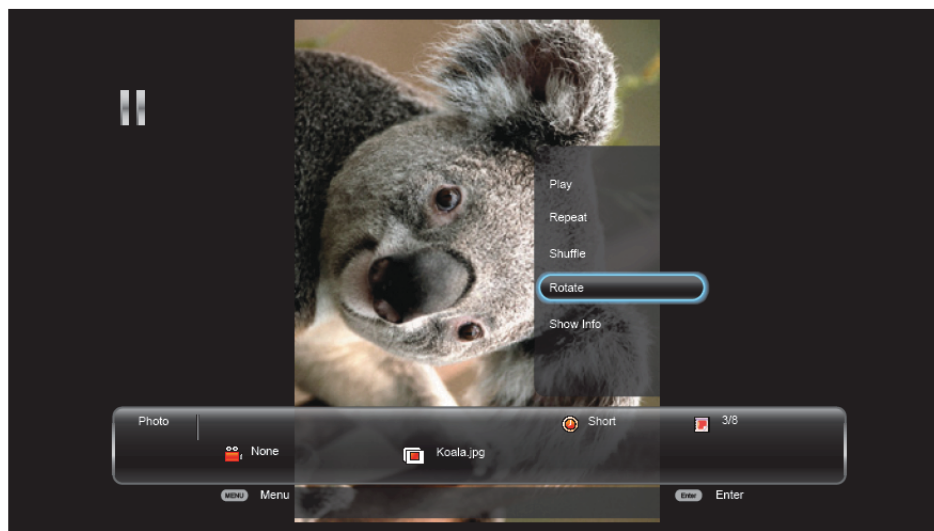 Play
Repeat
Shuffle
Rotate
Show Info
Photo
Short
3/8
None
Koala.jpg
MENU Menu
Enter Enter